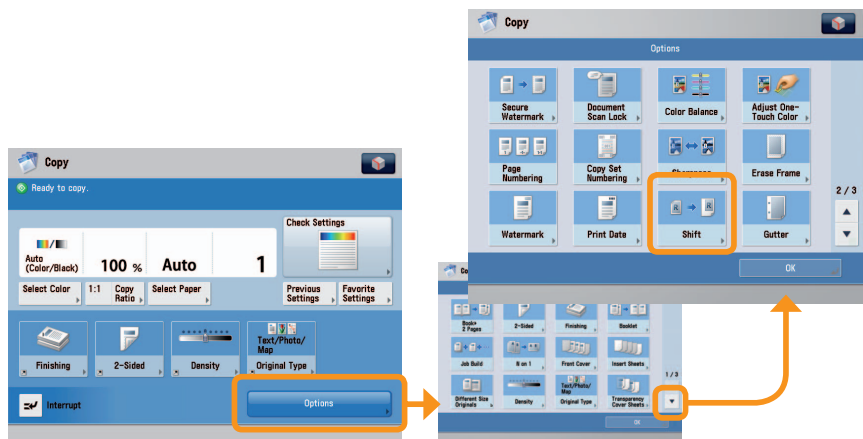 Copy
Ready to copy.
Check Settings
Auto
(Color/Black)
100 %
Auto
1
Select Color
1:1
Copy
Ratio
Select Paper
Previous
Settings
Favorite
Settings
Finishing
2-Sided
Density
Text/Photo/
Map
Original Type
Interrupt
Options
Co
Book▸
2 Pages
2-Sided
Finishing
Booklet
Job Build
N on 1
Front Cover
Insert Sheets
Different Size
Originals
Density
Text/Photo/
Map
Original Type
Transparency
Cover Sheets
1/3
OK
Copy
Options
Secure
Watermark
Document
Scan Lock
Color Balance
Adjust One-
Touch Color
Page
Numbering
Copy Set
Numbering
Sharpness
Erase Frame
2/3
Watermark
Print Date
Shift
Gutter
OK